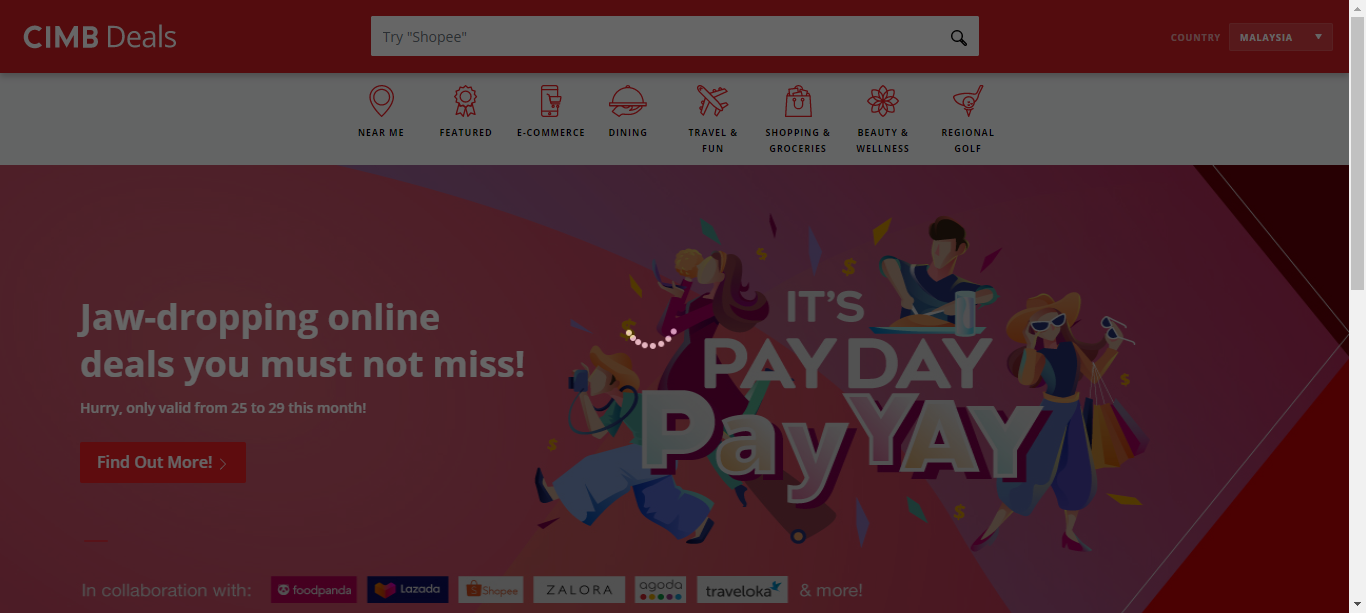 CIMB Deals
Try "Shopee"
COUNTRY
MALAYSIA
NEAR ME
FEATURED
E-COMMERCE
DINING
TRAVEL &
FUN
SHOPPING &
GROCERIES
BEAUTY &
WELLNESS
REGIONAL
GOLF
Jaw-dropping online
deals you must not miss!
Hurry, only valid from 25 to 29 this month!
Find Out More!
IT'S
PAY DAY
PayYAY
In collaboration with: foodpanda Lazada Shopee ZALORA agoda traveloka & more!